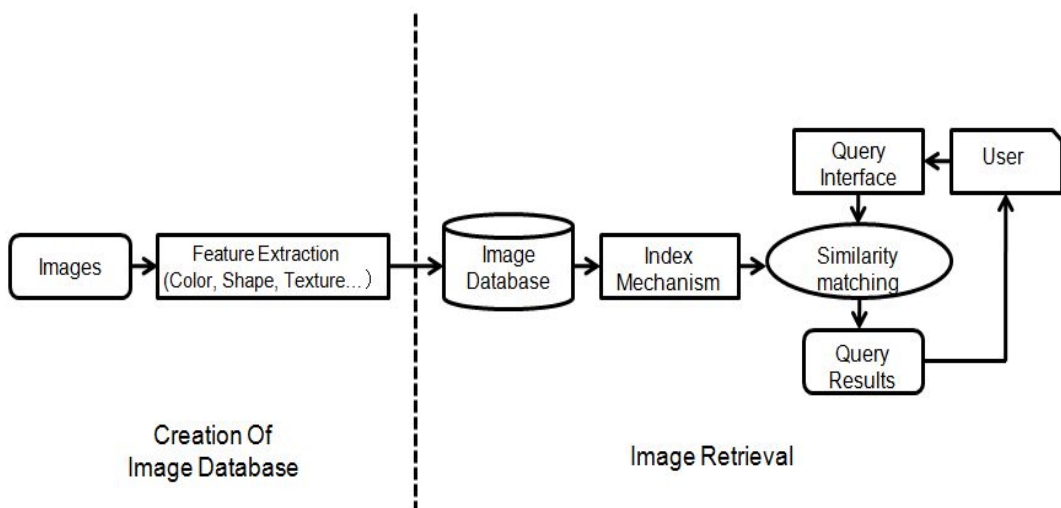 Images
Feature Extraction
(Color, Shape, Texture… )
Image
Database
Index
Mechanism
Query
Interface
User
Similarity
matching
Query
Results
Creation Of
Image Database
Image Retrieval